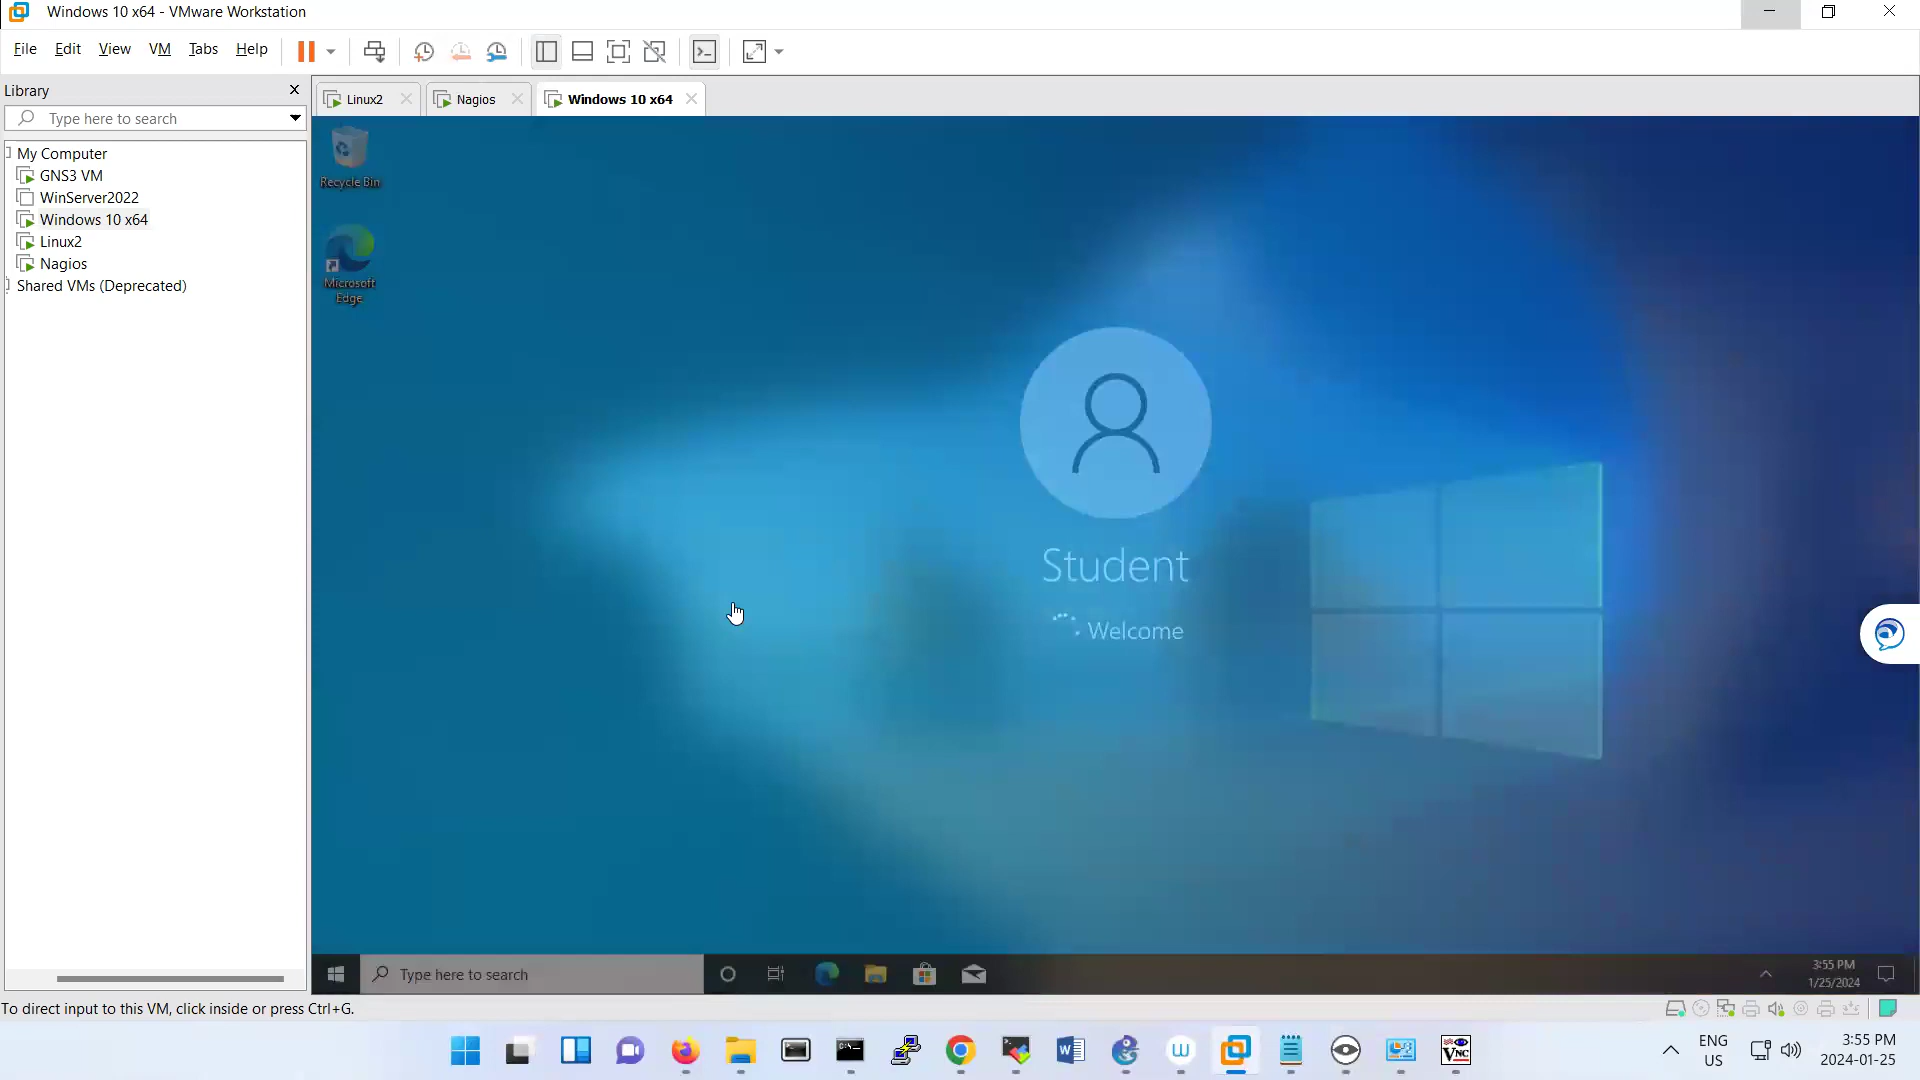 Windows 10 x64 - VMware Workstation
File Edit View VM Tabs Help
Library
Type here to search
My Computer
GNS3 VM
WinServer2022
Windows 10 x64
Linux2
Nagios
Shared VMs (Deprecated)
Linux2
Nagios
Windows 10 x64
Recycle Bin
Microsoft
Edge
Student
Welcome
Type here to search
3:55 PM
1/25/2024
To direct input to this VM, click inside or press Ctrl+G.
ENG
US
3:55 PM
2024-01-25
VNC